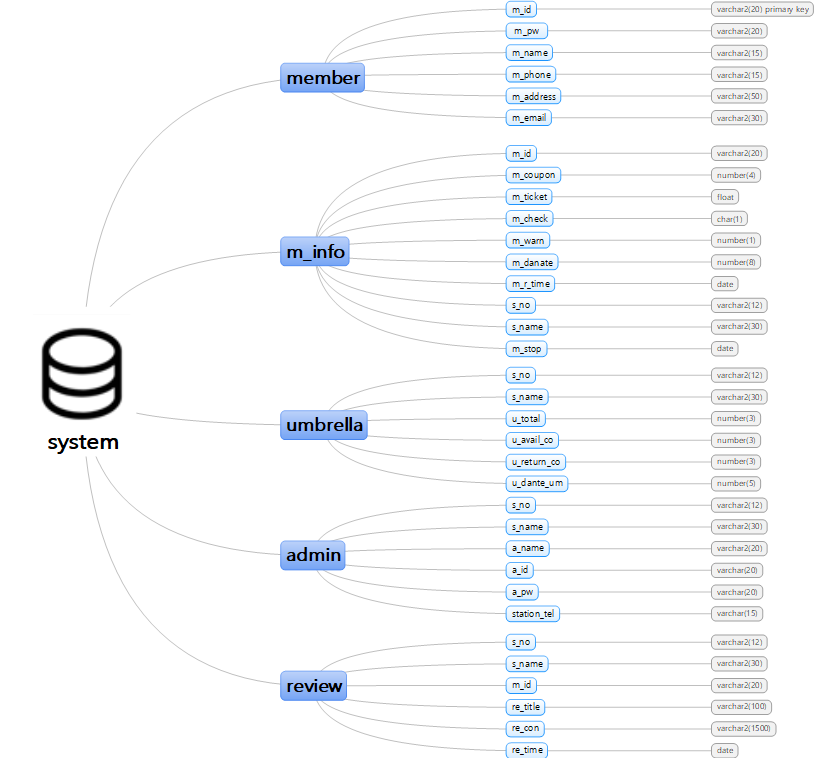 member
m_id varchar2(20) primary key
m_pw varchar2(20)
m_name varchar2(15)
m_phone varchar2(15)
m_address varchar2(50)
m_email varchar2(30)
m_info
m_id varchar2(20)
m_coupon number(4)
m_ticket float
m_check char(1)
m_warn number(1)
m_danate number(8)
m_r_time date
s_no varchar2(12)
s_name varchar2(30)
m_stop date
system
umbrella
s_no varchar2(12)
s_name varchar2(30)
u_total number(3)
u_avail_co number(3)
u_return_co number(3)
u_dante_um number(5)
admin
s_no varchar2(12)
s_name varchar2(30)
a_name varchar2(20)
a_id varchar(20)
a_pw varchar(20)
station_tel varchar(15)
review
s_no varchar2(12)
s_name varchar2(30)
m_id varchar2(20)
re_title varchar2(100)
re_con varchar2(1500)
re_time date